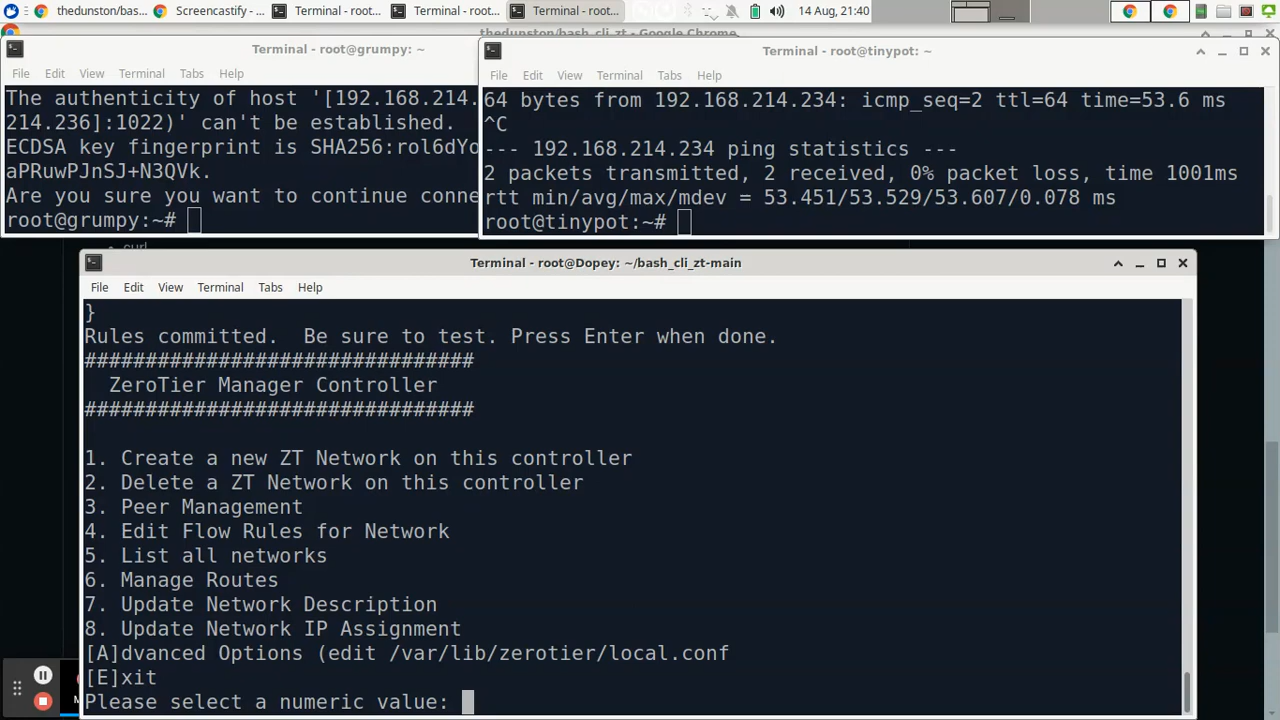 thedunston/bas...
Screencastify - ...
Terminal - root...
Terminal - root...
Terminal - root...
14 Aug, 21:40
thedunston/bash_cli_zt - Google Chrome
Terminal - root@grumpy: ~
File Edit View Terminal Tabs Help
The authenticity of host '[192.168.214.
214.236]:1022)' can't be established.
ECDSA key fingerprint is SHA256:rol6dYo
aPRuwPJnSJ+N3QVk.
Are you sure you want to continue conne
root@grumpy:~#
Terminal - root@tinypot: ~
File Edit View Terminal Tabs Help
64 bytes from 192.168.214.234: icmp_seq=2 ttl=64 time=53.6 ms
^C
--- 192.168.214.234 ping statistics ---
2 packets transmitted, 2 received, 0% packet loss, time 1001ms
rtt min/avg/max/mdev = 53.451/53.529/53.607/0.078 ms
root@tinypot:~#
curl
Terminal - root@Dopey: ~/bash_cli_zt-main
File Edit View Terminal Tabs Help
}
Rules committed.  Be sure to test. Press Enter when done.
################################
  ZeroTier Manager Controller
################################
1. Create a new ZT Network on this controller
2. Delete a ZT Network on this controller
3. Peer Management
4. Edit Flow Rules for Network
5. List all networks
6. Manage Routes
7. Update Network Description
8. Update Network IP Assignment
[A]dvanced Options (edit /var/lib/zerotier/local.conf
[E]xit
Please select a numeric value: